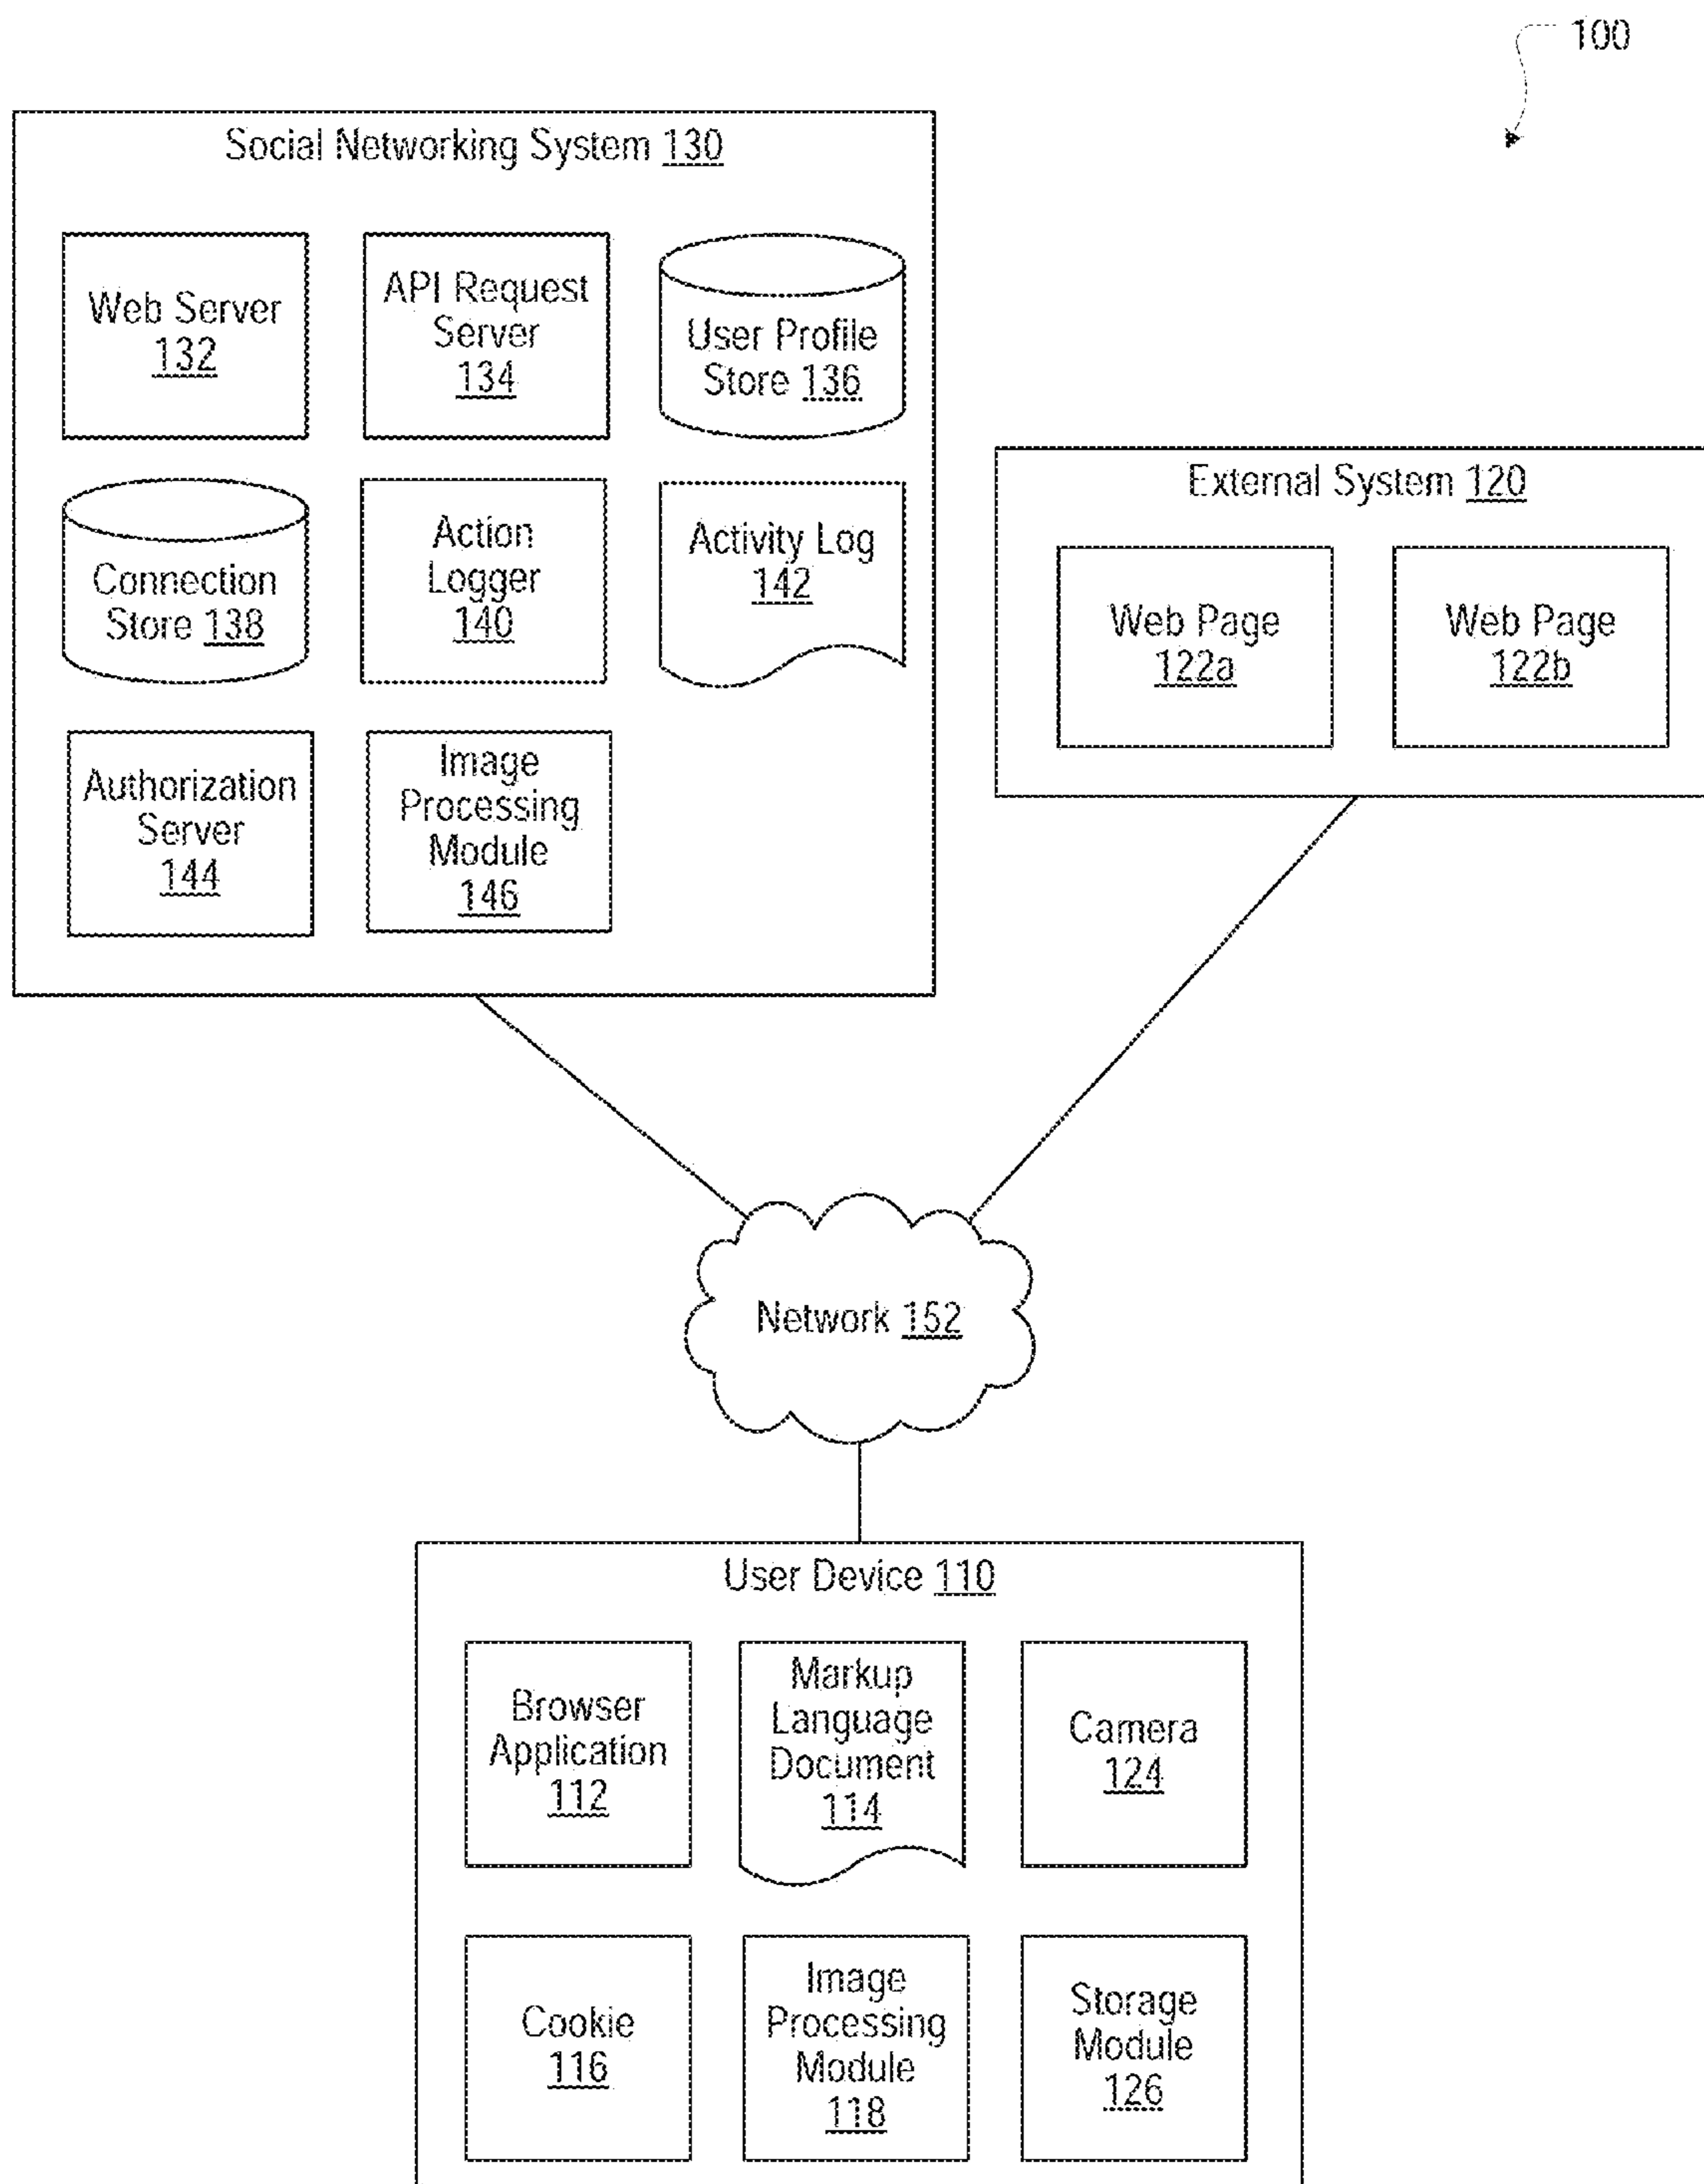 100
Social Networking System 130
Web Server
132
API Request
Server
134
User Profile
Store 136
Connection
Store 138
Action
Logger
140
Activity Log
142
Authorization
Server
144
Image
Processing
Module
146
External System 120
Web Page
122a
Web Page
122b
Network 152
User Device 110
Browser
Application
112
Markup
Language
Document
114
Camera
124
Cookie
116
Image
Processing
Module
118
Storage
Module
126